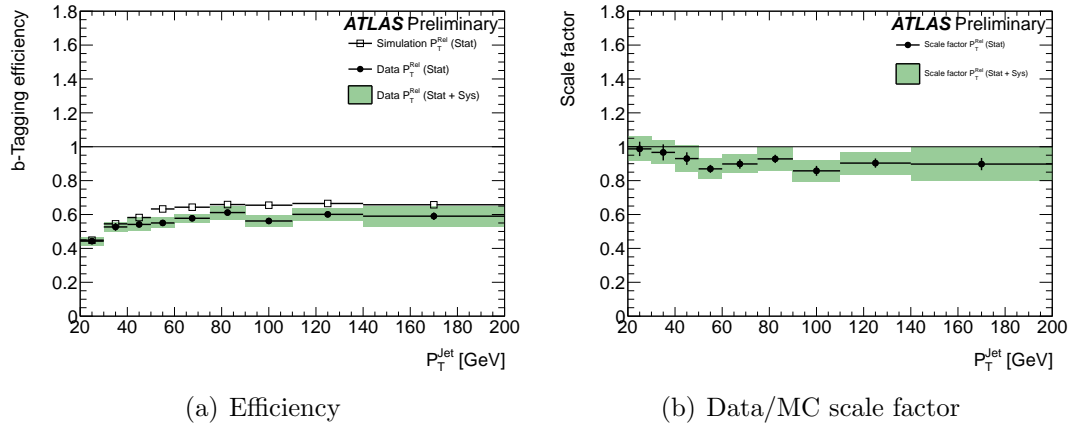 ATLAS Preliminary
Simulation P_T^Rel (Stat)
Data P_T^Rel (Stat)
Data P_T^Rel (Stat + Sys)
b-Tagging efficiency
1.8
1.6
1.4
1.2
1
0.8
0.6
0.4
0.2
0
20 40 60 80 100 120 140 160 180 200
P_T^Jet [GeV]
(a) Efficiency
ATLAS Preliminary
Scale factor P_T^Rel (Stat)
Scale factor P_T^Rel (Stat + Sys)
Scale factor
1.8
1.6
1.4
1.2
1
0.8
0.6
0.4
0.2
0
20 40 60 80 100 120 140 160 180 200
P_T^Jet [GeV]
(b) Data/MC scale factor